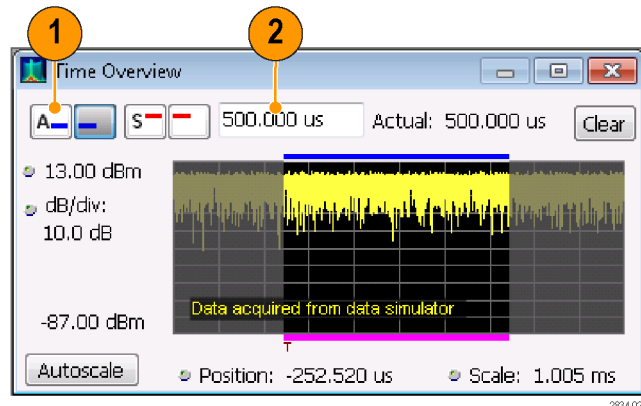 1
2
Time Overview
A
S
500.000 us
Actual: 500.000 us
Clear
13.00 dBm
dB/div:
10.0 dB
Data acquired from data simulator
-87.00 dBm
T
Autoscale
Position: -252.520 us
Scale: 1.005 ms